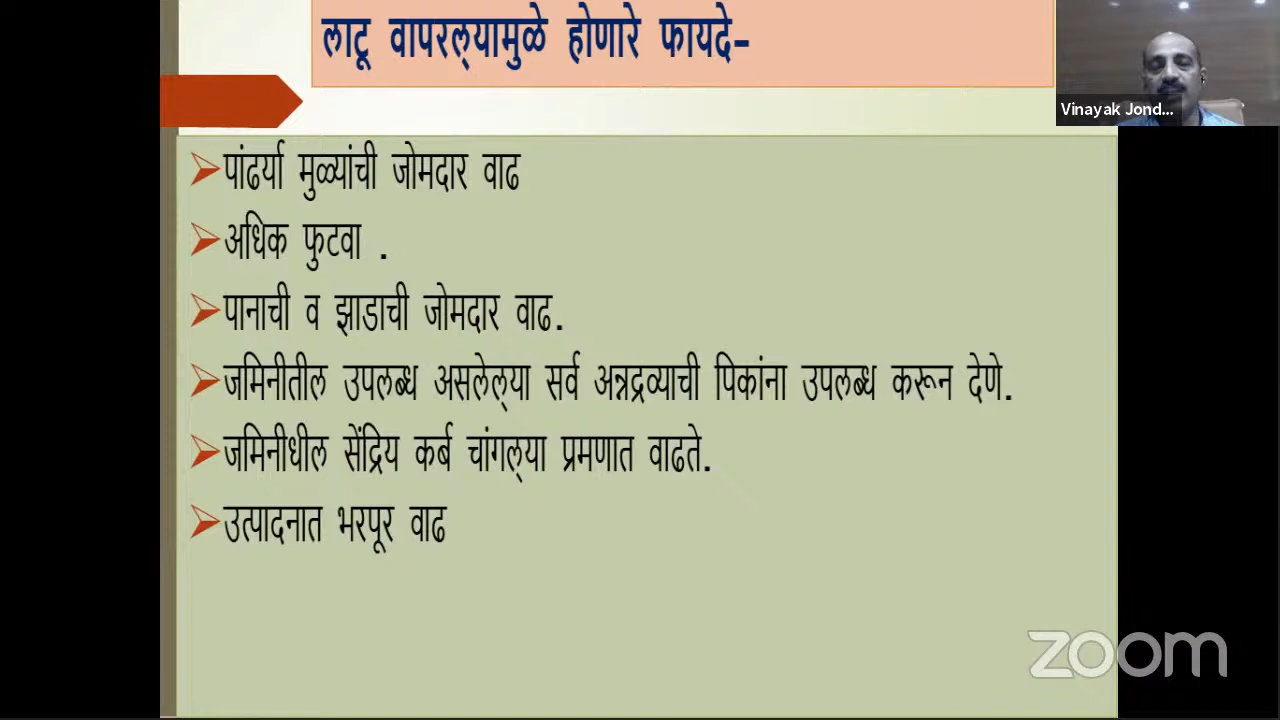 लाटू वापरल्‍यामुळे होणारे फायदे-
Vinayak Jond...
पांढर्या मुळ्यांची जोमदार वाढ
अधिक फुटवा .
पानाची व झाडाची जोमदार वाढ.
जमिनीतील उपलब्ध असलेल्‍या सर्व अन्नद्रव्याची पिकांना उपलब्ध करून देणे.
जमिनीधील सेंद्रिय कर्ब चांगल्‍या प्रमणात वाढते.
उत्पादनात भरपूर वाढ
zoom